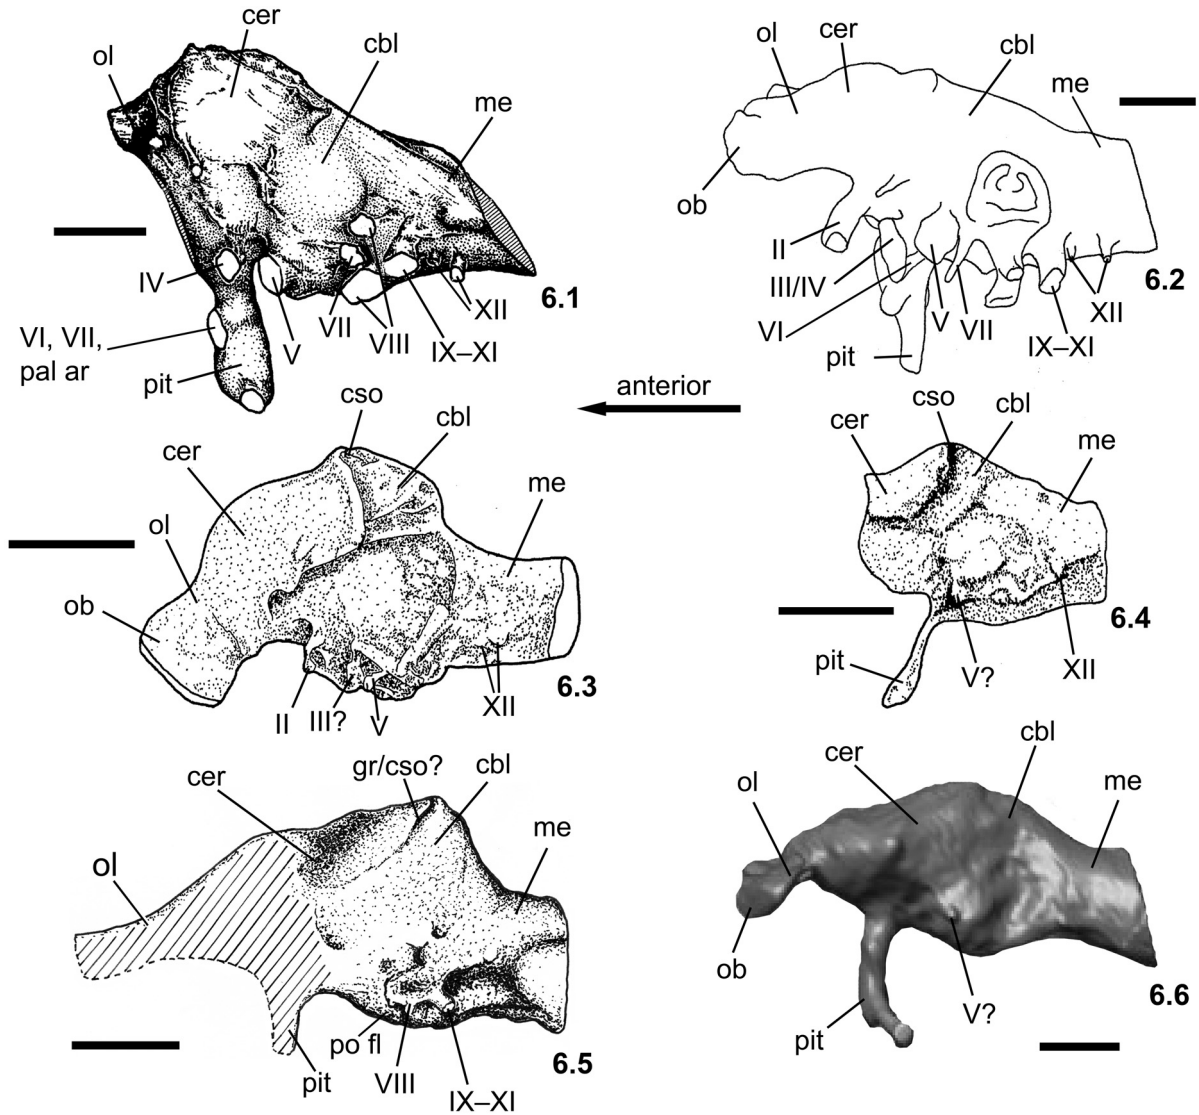 cer
ol
cbl
me
IV
VI, VII,
pal ar
pit
V
VII
VIII
IX–XI
XII
6.1
ol
cer
cbl
me
ob
II
III/IV
VI
pit
V
VII
IX–XI
XII
6.2
anterior
cso
cbl
cer
ol
me
ob
II
III?
V
XII
6.3
cso
cbl
cer
me
pit
V?
XII
6.4
gr/cso?
cbl
cer
me
ol
po fl
pit
VIII
IX–XI
6.5
cbl
cer
ol
me
ob
pit
V?
6.6